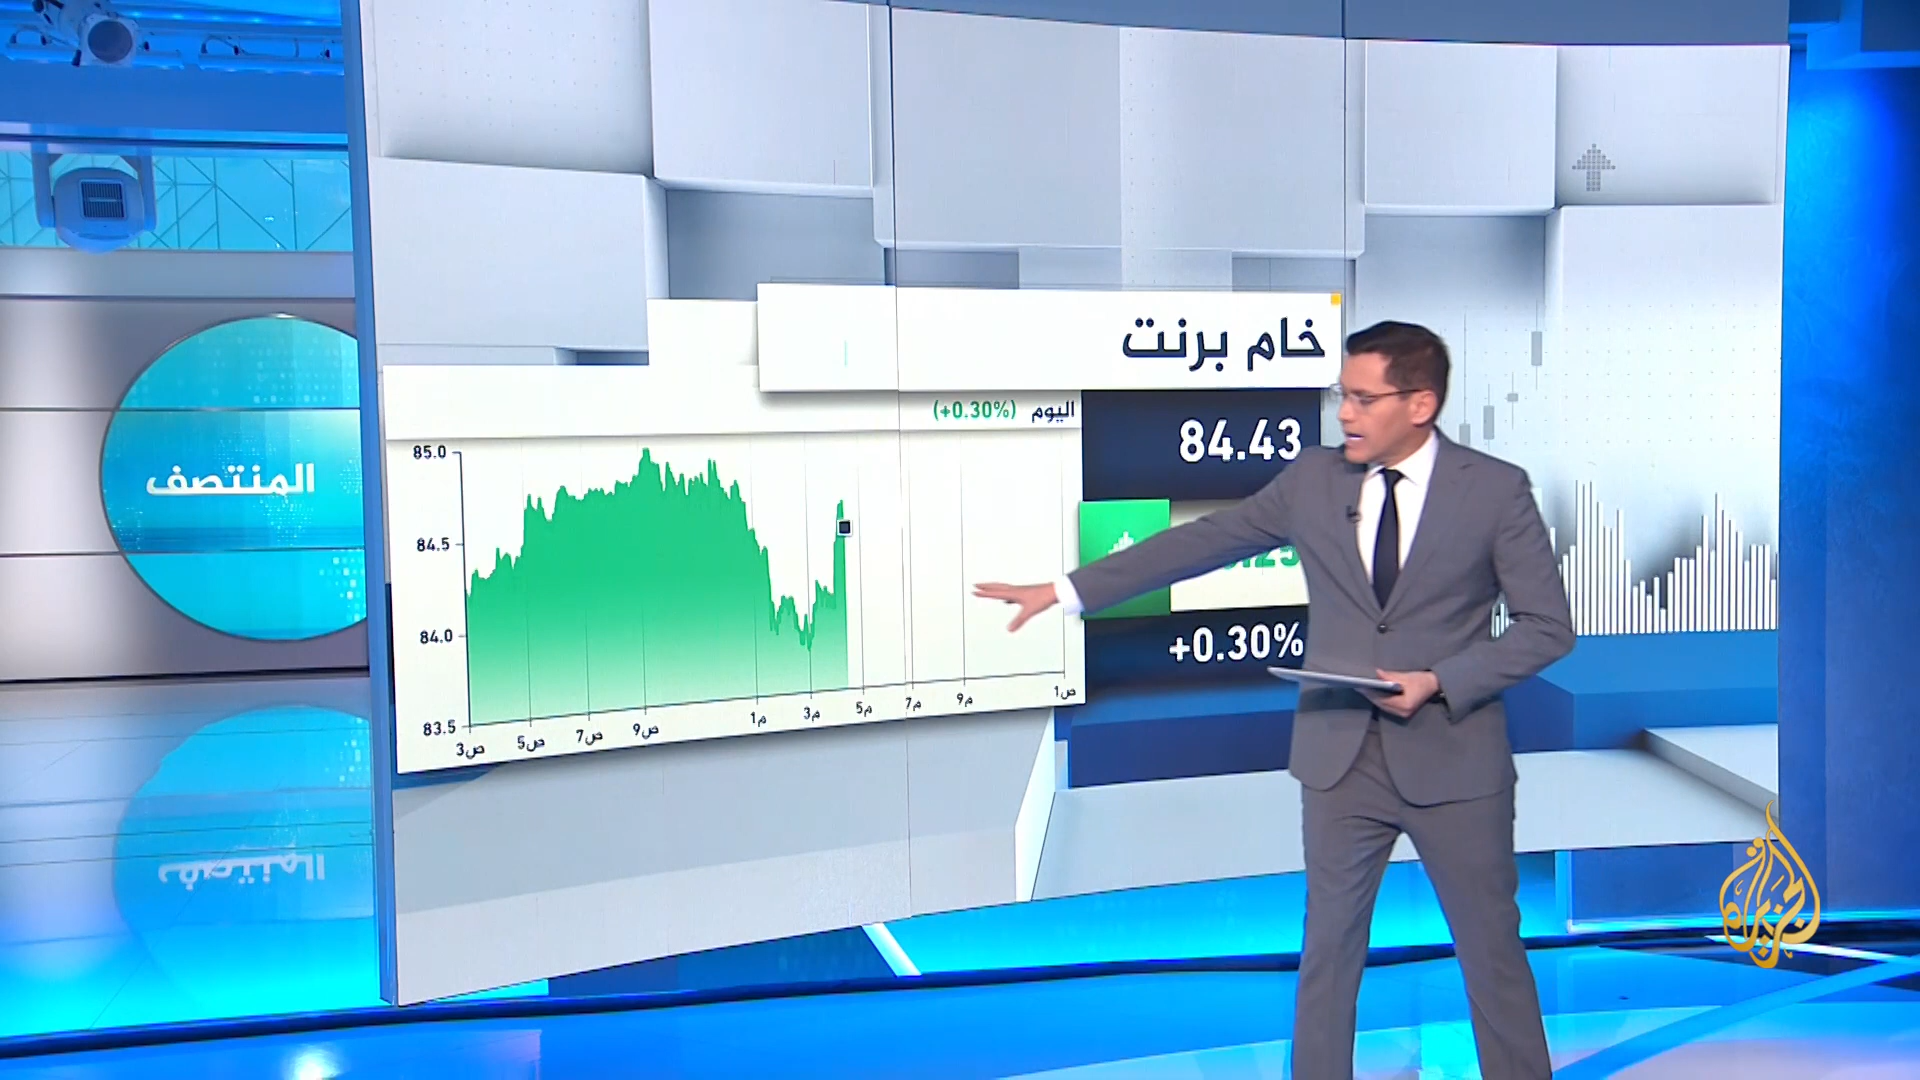 خام برنت
اليوم (+0.30%)
84.43
+0.30%
85.0
84.5
84.0
83.5
3ص 5ص 7ص 9ص 1م 3م 5م 7م 9م 1ص
المنتصف
الجزيرة